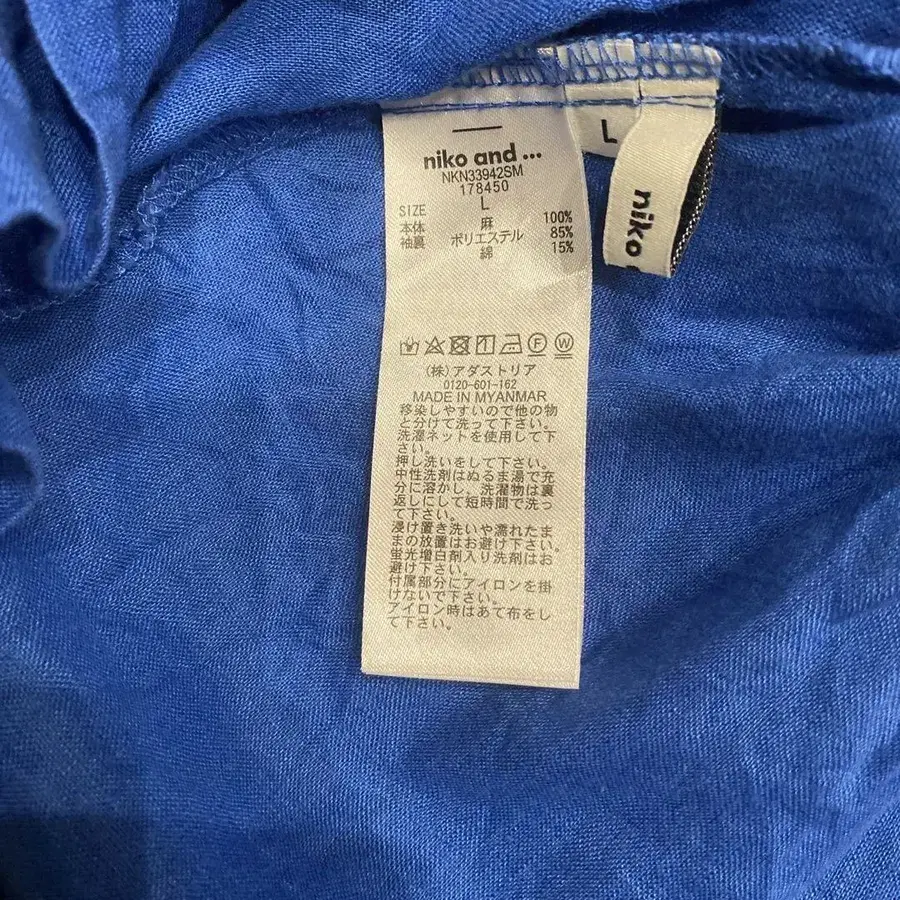 niko and ...
NKN33942SM
178450
SIZE L
本体 麻 100%
袖裏 ポリエステル 85%
綿 15%
(株)アダストリア
0120-601-162
MADE IN MYANMAR
移染しやすいので他の物
と分けて洗って下さい。
洗濯ネットを使用して下
さい。
押し洗いをして下さい。
中性洗剤はぬるま湯で充
分に溶かし、洗濯物は裏
返しにして短時間で洗っ
て下さい。
浸け置き洗いや濡れたま
まの放置はお避け下さい。
蛍光増白剤入り洗剤はお
避け下さい。
付属部分にアイロンを掛
けないで下さい。
アイロン時はあて布をし
て下さい。
L
niko